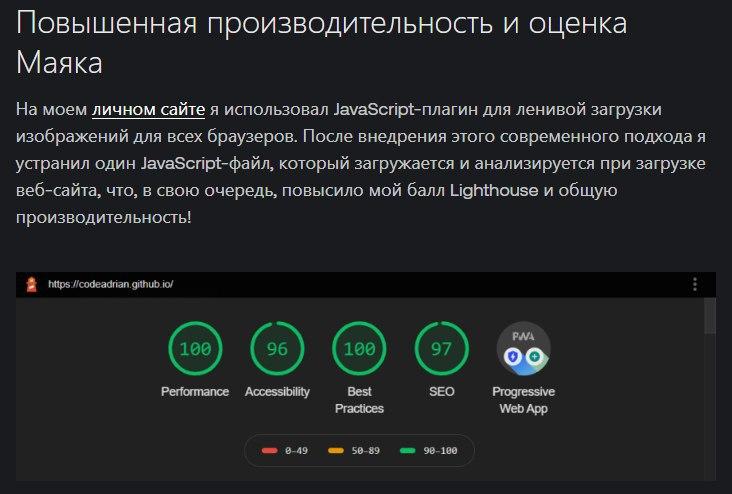 Повышенная производительность и оценка
Маяка
На моем личном сайте я использовал JavaScript-плагин для ленивой загрузки
изображений для всех браузеров. После внедрения этого современного подхода я
устранил один JavaScript-файл, который загружается и анализируется при загрузке
веб-сайта, что, в свою очередь, повысило мой балл Lighthouse и общую
производительность!
https://codeadrian.github.io/
100 96 100 97 PWA
Performance Accessibility Best SEO Progressive
Practices Web App
0-49 50-89 90-100